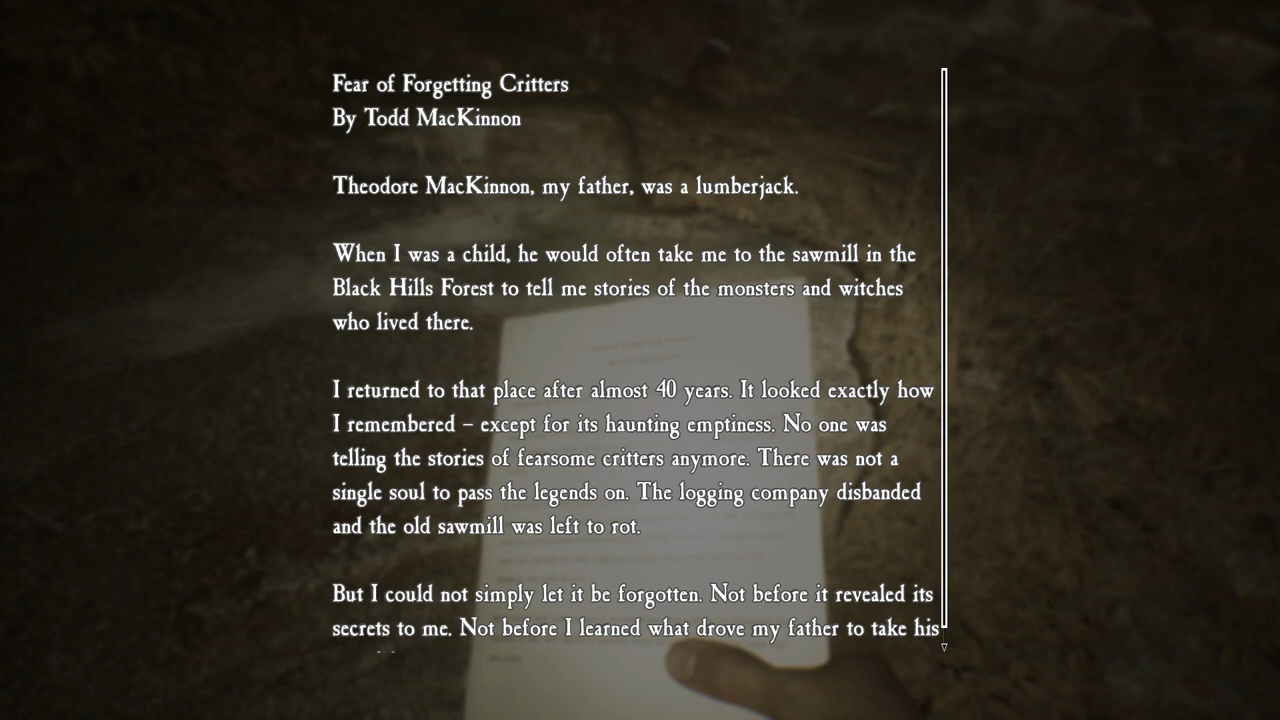 Fear of Forgetting Critters
By Todd MacKinnon
Theodore MacKinnon, my father, was a lumberjack.
When I was a child, he would often take me to the sawmill in the
Black Hills Forest to tell me stories of the monsters and witches
who lived there.
I returned to that place after almost 40 years. It looked exactly how
I remembered – except for its haunting emptiness. No one was
telling the stories of fearsome critters anymore. There was not a
single soul to pass the legends on. The logging company disbanded
and the old sawmill was left to rot.
But I could not simply let it be forgotten. Not before it revealed its
secrets to me. Not before I learned what drove my father to take his